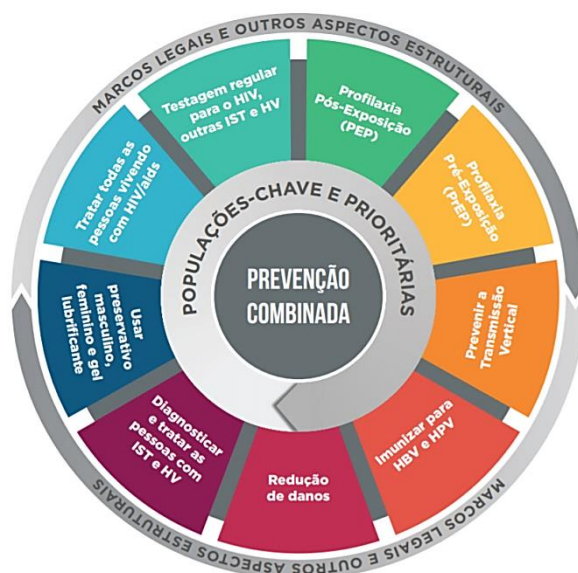 MARCOS LEGAIS E OUTROS ASPECTOS ESTRUTURAIS
Testagem regular
para o HIV,
outras IST e HV
Profilaxia
Pós-Exposição
(PEP)
Profilaxia
Pré-Exposição
(PrEP)
Prevenir a
Transmissão
Vertical
Imunizar para
HBV e HPV
Redução
de danos
Diagnosticar
e tratar as
pessoas com
IST e HV
Usar
preservativo
masculino,
feminino e gel
lubrificante
Tratar todas as
pessoas vivendo
com HIV/aids
POPULAÇÕES-CHAVE E PRIORITÁRIAS
PREVENÇÃO
COMBINADA
MARCOS LEGAIS E OUTROS ASPECTOS ESTRUTURAIS